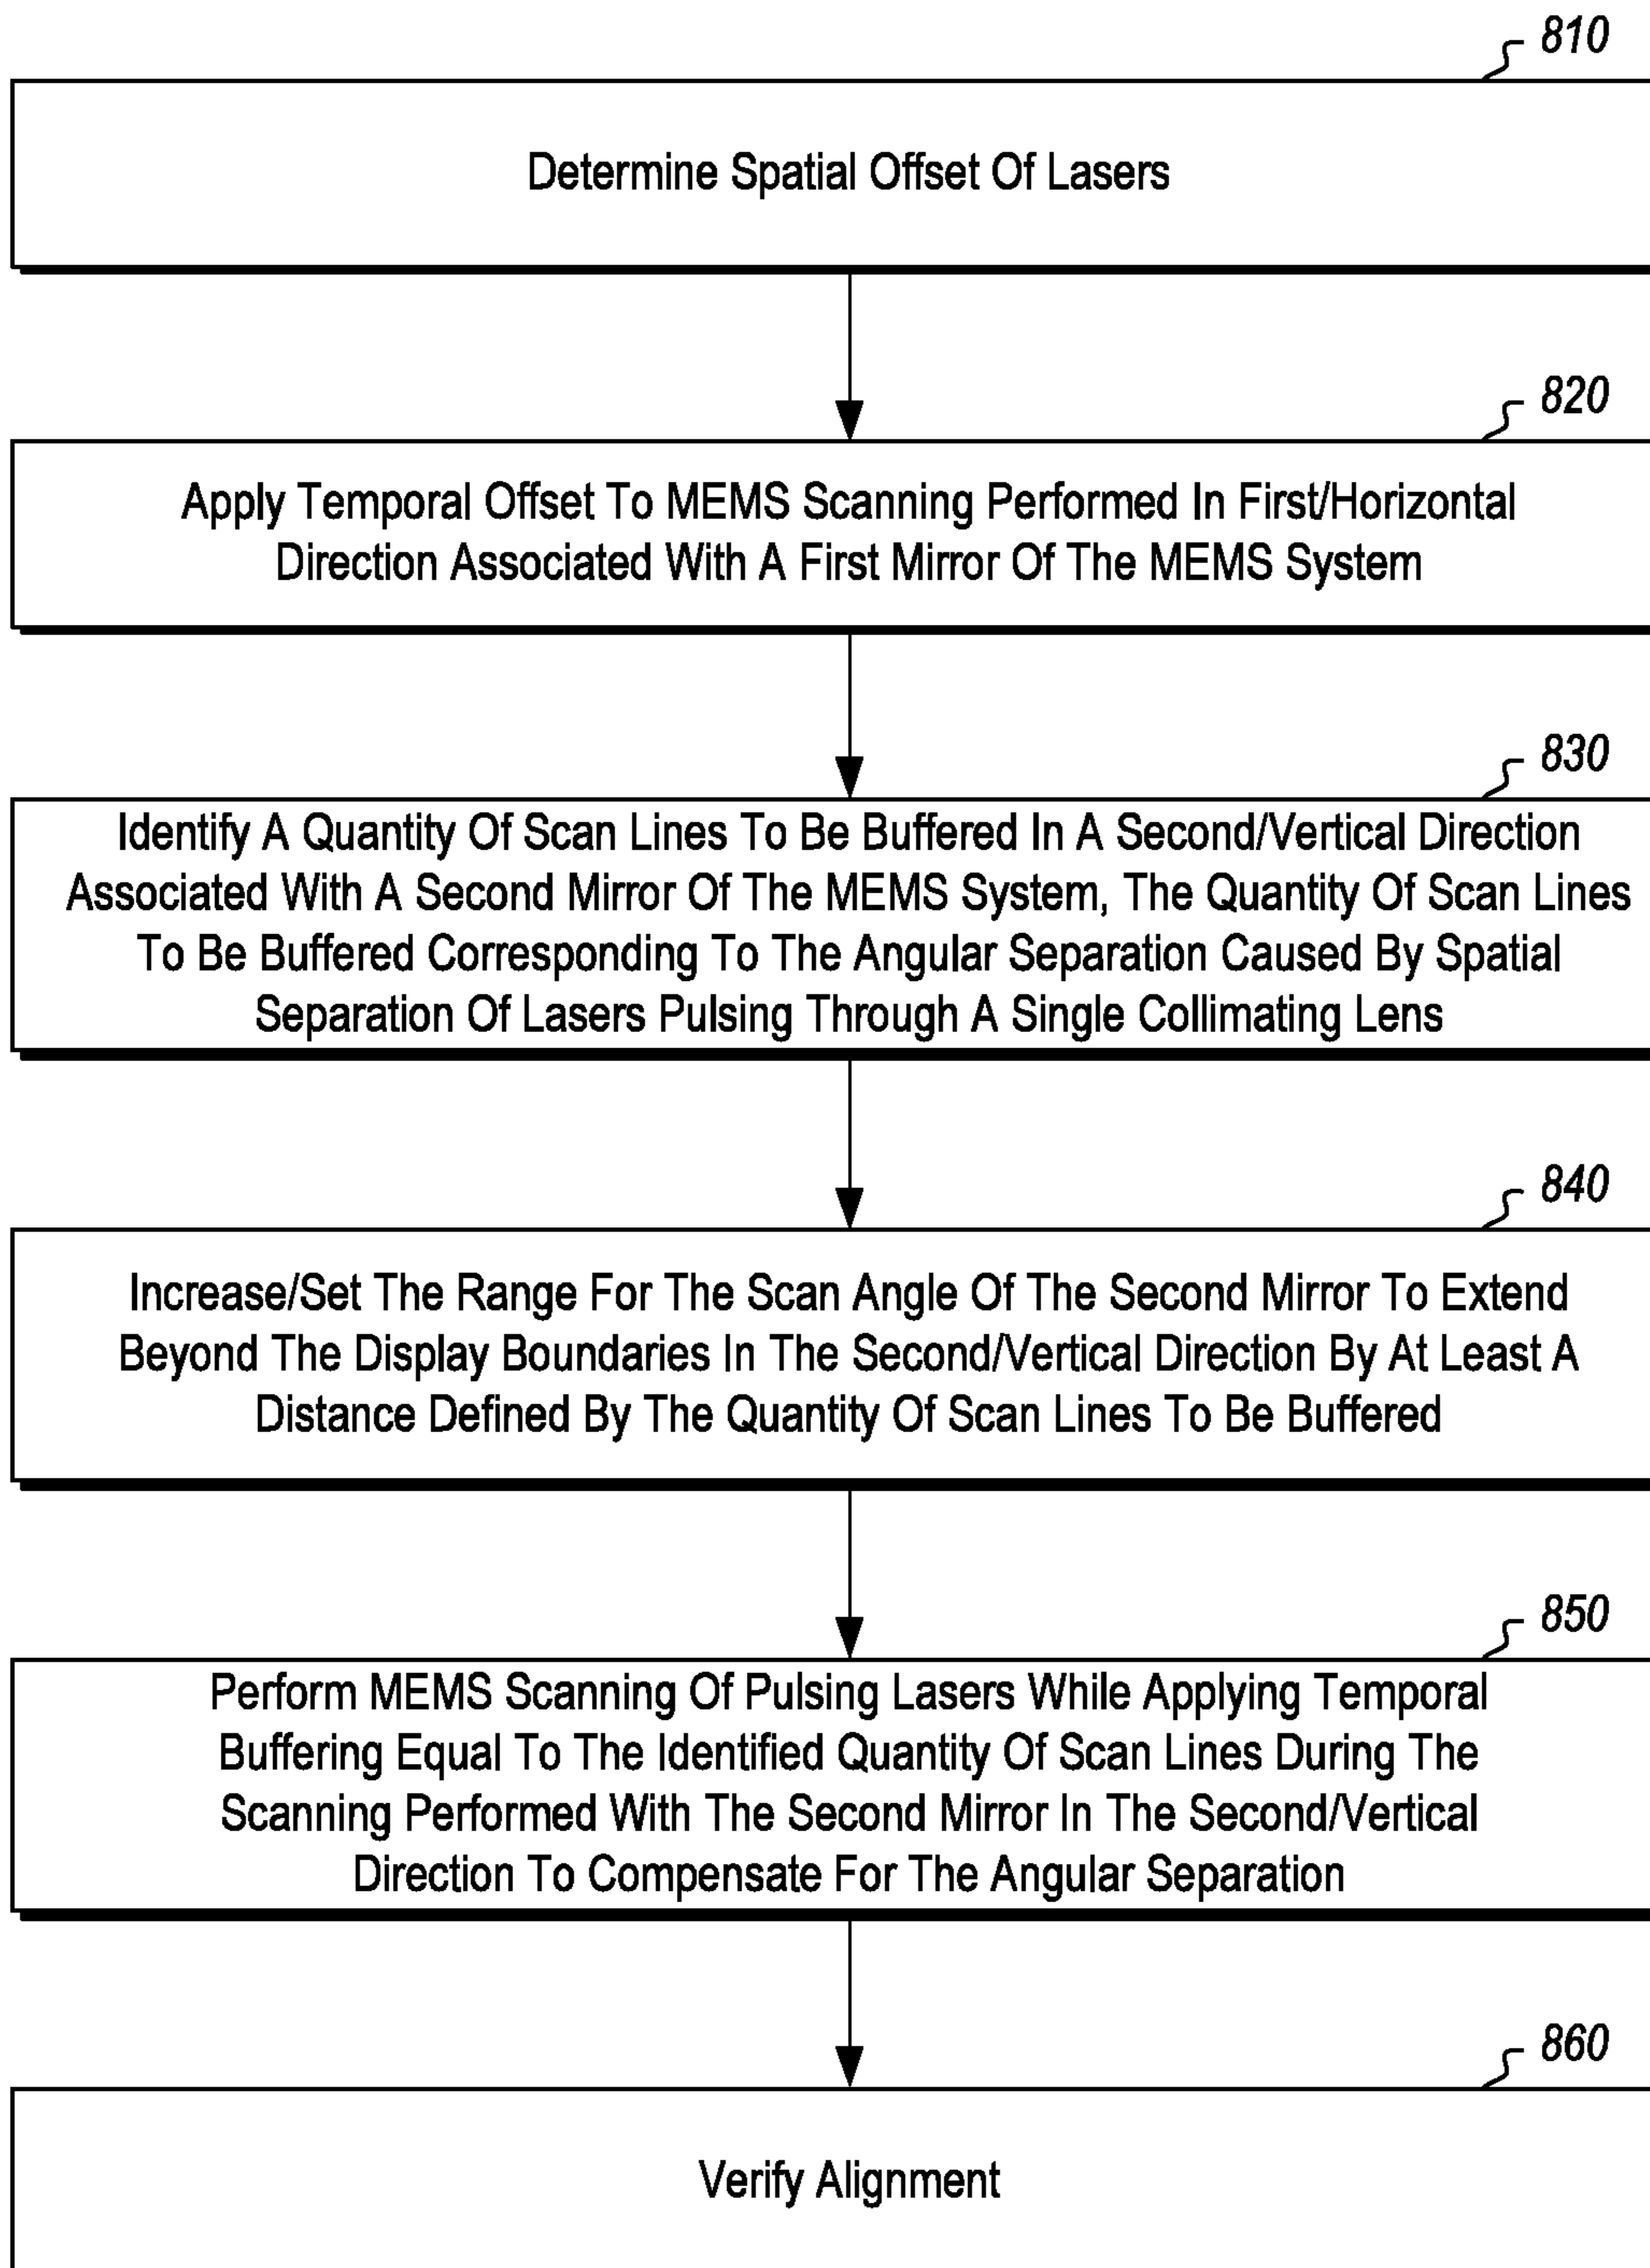 810
Determine Spatial Offset Of Lasers
820
Apply Temporal Offset To MEMS Scanning Performed In First/Horizontal
Direction Associated With A First Mirror Of The MEMS System
830
Identify A Quantity Of Scan Lines To Be Buffered In A Second/Vertical Direction
Associated With A Second Mirror Of The MEMS System, The Quantity Of Scan Lines
To Be Buffered Corresponding To The Angular Separation Caused By Spatial
Separation Of Lasers Pulsing Through A Single Collimating Lens
840
Increase/Set The Range For The Scan Angle Of The Second Mirror To Extend
Beyond The Display Boundaries In The Second/Vertical Direction By At Least A
Distance Defined By The Quantity Of Scan Lines To Be Buffered
850
Perform MEMS Scanning Of Pulsing Lasers While Applying Temporal
Buffering Equal To The Identified Quantity Of Scan Lines During The
Scanning Performed With The Second Mirror In The Second/Vertical
Direction To Compensate For The Angular Separation
860
Verify Alignment